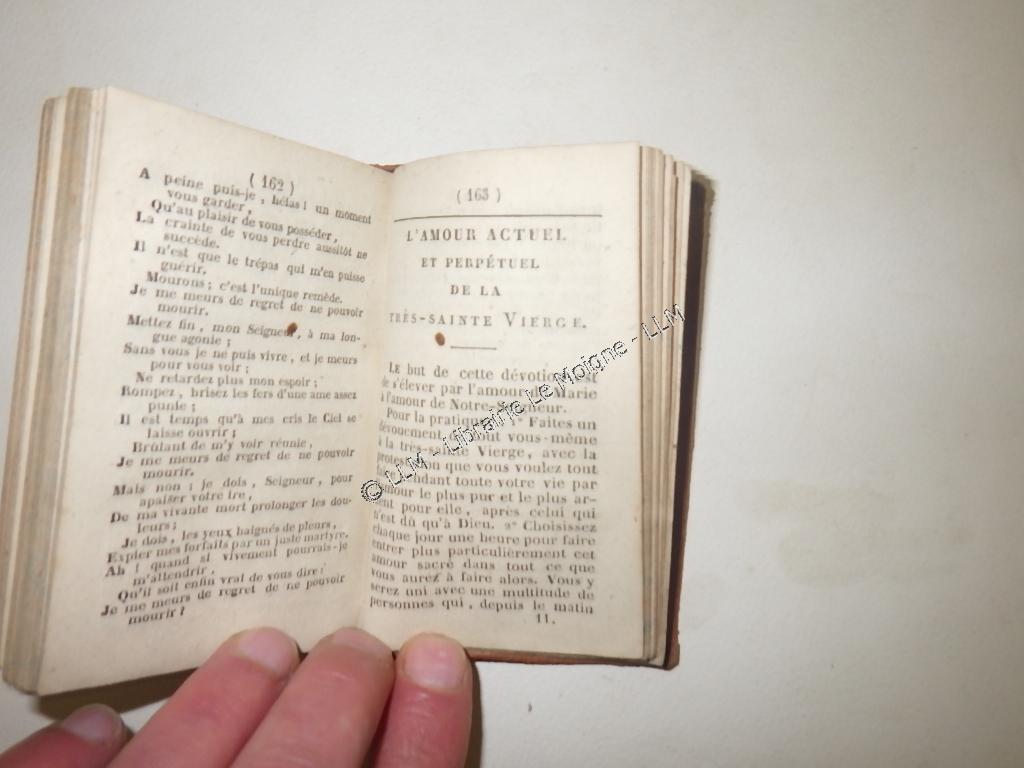 ( 162 )
A peine puis-je, hélas! un moment
vous garder,
Qu'au plaisir de vous posséder,
La crainte de vous perdre aussitôt ne
succède.
Il n'est que le trépas qui m'en puisse
guérir.
Mourons; c'est l'unique remède.
Je me meurs de regret de ne pouvoir
mourir.
Mettez fin, mon Seigneur, à ma lon-
gue agonie;
Sans vous je ne puis vivre, et je meurs
pour vous voir;
Ne retardez plus mon espoir;
Rompez, brisez les fers d'une ame assez
punie;
Il est temps qu'à mes cris le Ciel se
laisse ouvrir;
Brûlant de m'y voir réunie,
Je me meurs de regret de ne pouvoir
mourir.
Mais non: je dois, Seigneur, pour
apaiser votre ire,
De ma vivante mort prolonger les dou-
leurs;
Je dois, les yeux baignés de pleurs,
Expier mes forfaits par un juste martyre.
Ah! quand si vivement pourrais-je
m'attendrir,
Qu'il soit enfin vrai de vous dire:
Je me meurs de regret de ne pouvoir
mourir!
( 163 )
L'AMOUR ACTUEL
ET PERPÉTUEL
DE LA
TRÈS-SAINTE VIERGE.
LE but de cette dévotion est
de s'élever par l'amour de Marie
à l'amour de Notre-Seigneur.
Pour la pratique: 1º Faites un
dévouement de tout vous-même
à la très-sainte Vierge, avec la
protestation que vous voulez tout
faire pendant toute votre vie par
l'amour le plus pur et le plus ar-
dent pour elle, après celui qui
n'est dû qu'à Dieu. 2º Choisissez
chaque jour une heure pour faire
entrer plus particulièrement cet
amour sacré dans tout ce que
vous aurez à faire alors. Vous y
serez uni avec une multitude de
personnes qui, depuis le matin
11.
© LLM - Librairie Le Moigne - LLM